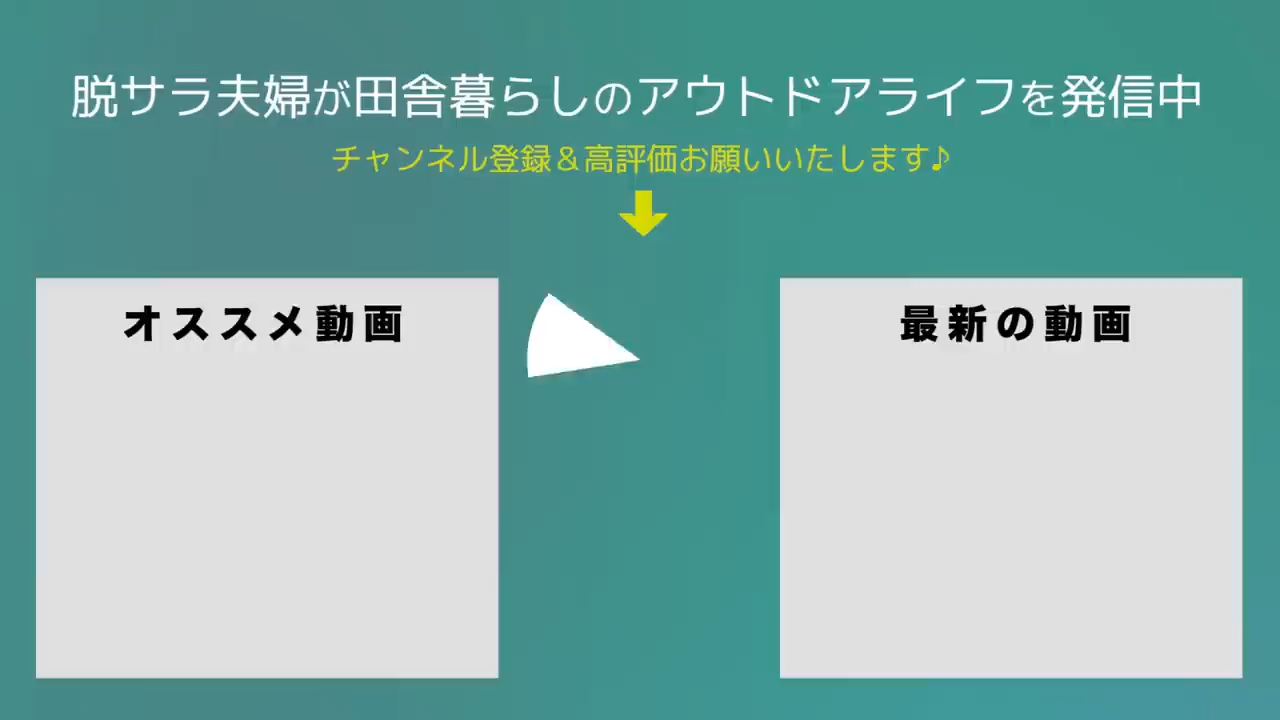 脱サラ夫婦が田舎暮らしのアウトドアライフを発信中
チャンネル登録＆高評価お願いいたします♪
オススメ動画
最新の動画